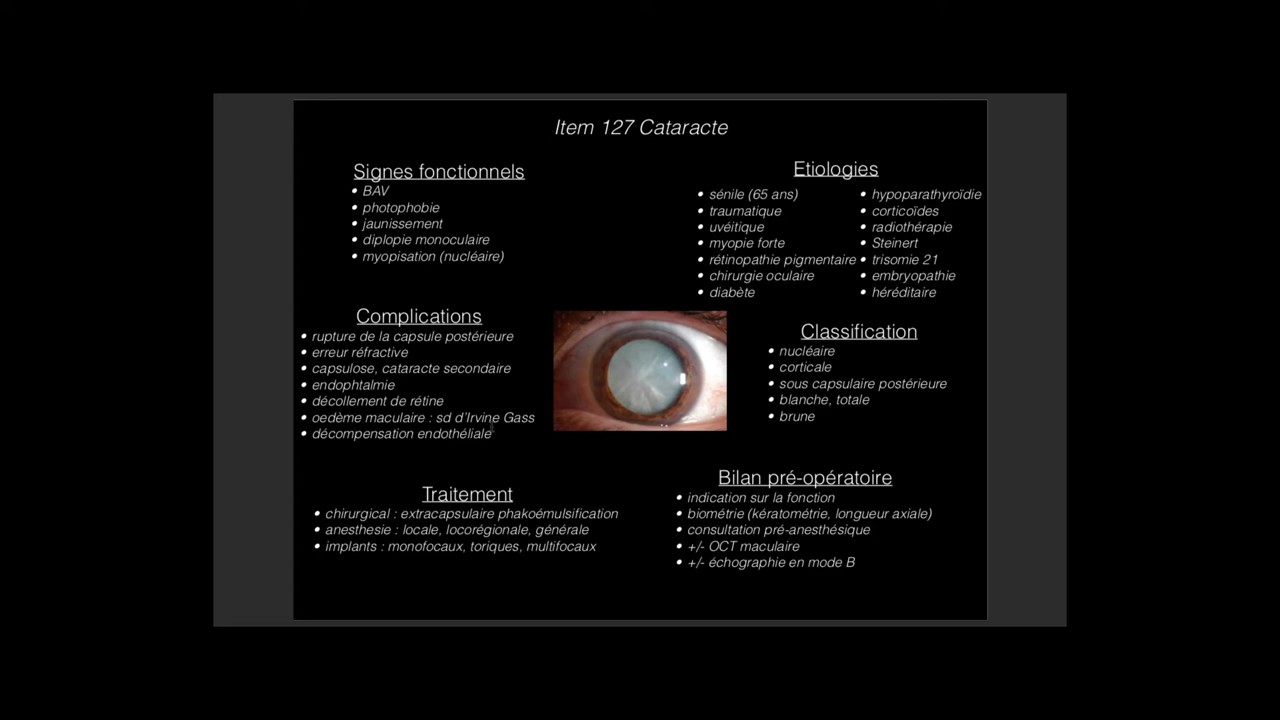 Item 127 Cataracte
Signes fonctionnels
• BAV
• photophobie
• jaunissement
• diplopie monoculaire
• myopisation (nucléaire)
Etiologies
• sénile (65 ans)
• traumatique
• uvéitique
• myopie forte
• rétinopathie pigmentaire
• chirurgie oculaire
• diabète
• hypoparathyroïdie
• corticoïdes
• radiothérapie
• Steinert
• trisomie 21
• embryopathie
• héréditaire
Complications
• rupture de la capsule postérieure
• erreur réfractive
• capsulose, cataracte secondaire
• endophtalmie
• décollement de rétine
• oedème maculaire : sd d'Irvine Gass
• décompensation endothéliale
Classification
• nucléaire
• corticale
• sous capsulaire postérieure
• blanche, totale
• brune
Traitement
• chirurgical : extracapsulaire phakoémulsification
• anesthesie : locale, locorégionale, générale
• implants : monofocaux, toriques, multifocaux
Bilan pré-opératoire
• indication sur la fonction
• biométrie (kératométrie, longueur axiale)
• consultation pré-anesthésique
• +/- OCT maculaire
• +/- échographie en mode B